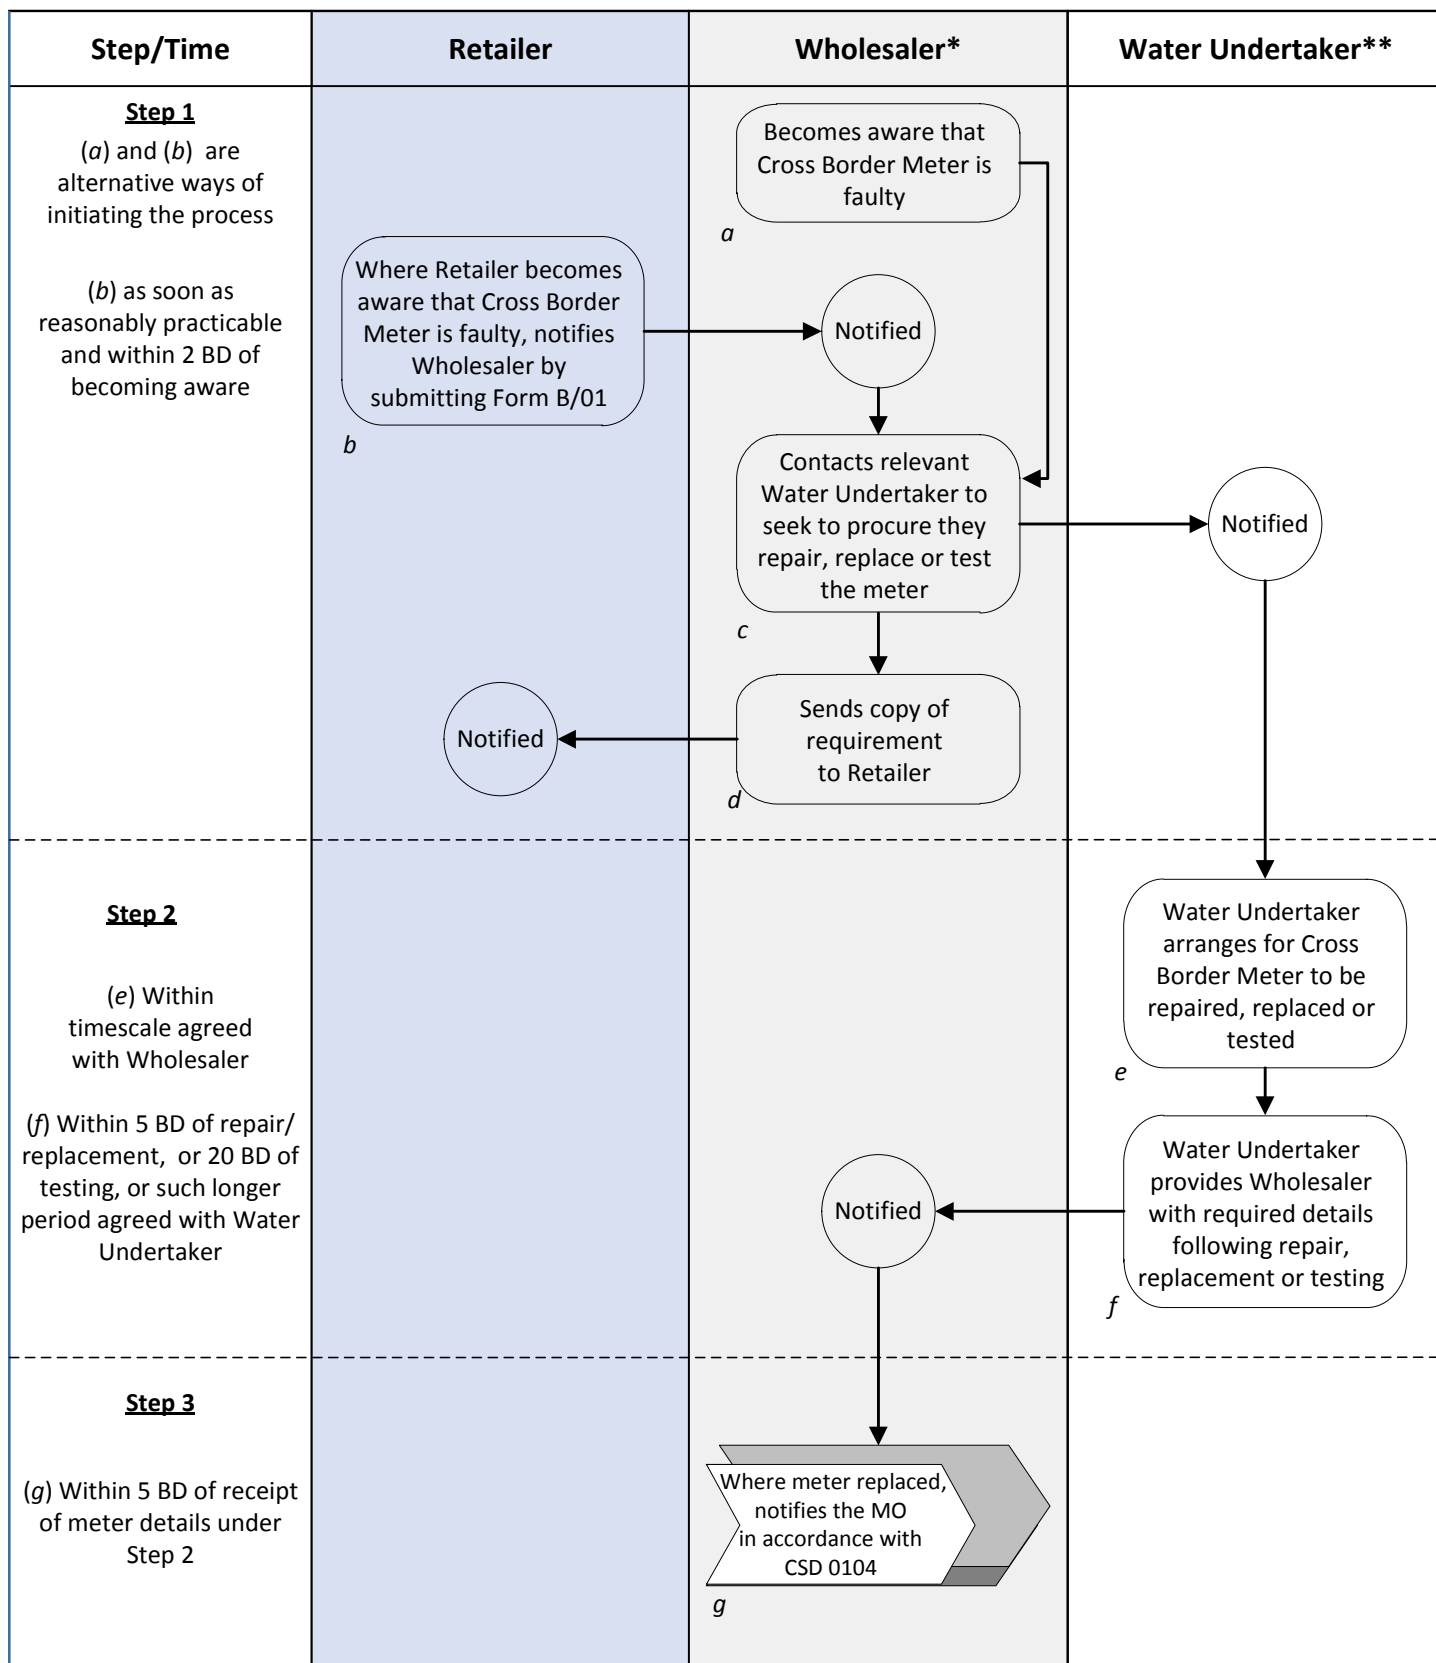 Step/Time
Retailer
Wholesaler*
Water Undertaker**
Step 1
(a) and (b) are
alternative ways of
initiating the process
(b) as soon as
reasonably practicable
and within 2 BD of
becoming aware
Becomes aware that
Cross Border Meter is
faulty
a
Where Retailer becomes
aware that Cross Border
Meter is faulty, notifies
Wholesaler by
submitting Form B/01
b
Notified
Contacts relevant
Water Undertaker to
seek to procure they
repair, replace or test
the meter
c
Notified
Sends copy of
requirement
to Retailer
d
Notified
Step 2
(e) Within
timescale agreed
with Wholesaler
(f) Within 5 BD of repair/
replacement, or 20 BD of
testing, or such longer
period agreed with Water
Undertaker
Water Undertaker
arranges for Cross
Border Meter to be
repaired, replaced or
tested
e
Water Undertaker
provides Wholesaler
with required details
following repair,
replacement or testing
f
Notified
Step 3
(g) Within 5 BD of receipt
of meter details under
Step 2
Where meter replaced,
notifies the MO
in accordance with
CSD 0104
g